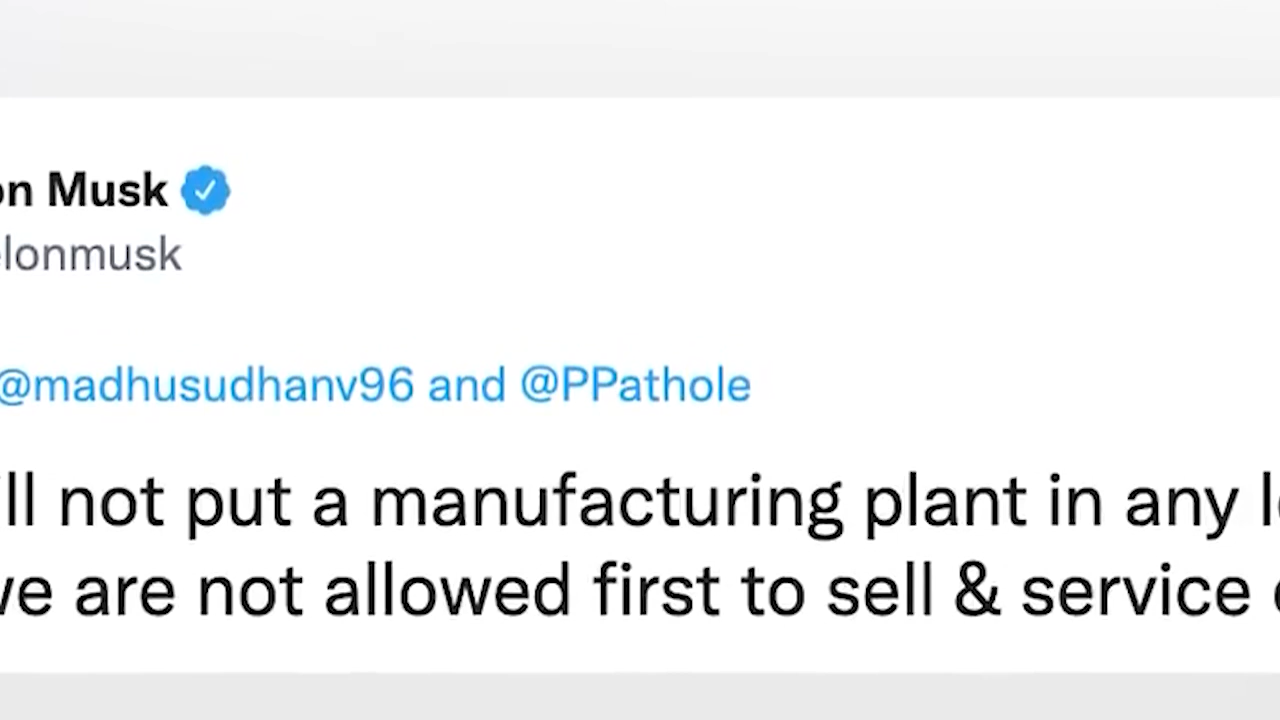 on Musk
elonmusk
@madhusudhanv96 and @PPathole
ll not put a manufacturing plant in any
we are not allowed first to sell & service